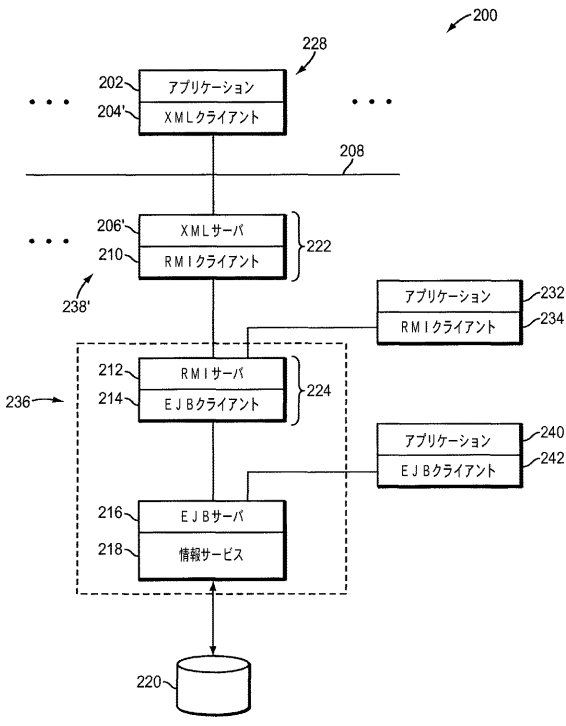 200
228
202 アプリケーション
204' XMLクライアント
208
206' XMLサーバ
210 RMIクライアント
222
238'
アプリケーション 232
RMIクライアント 234
212 RMIサーバ
214 EJBクライアント
224
236
アプリケーション 240
EJBクライアント 242
216 EJBサーバ
218 情報サービス
220